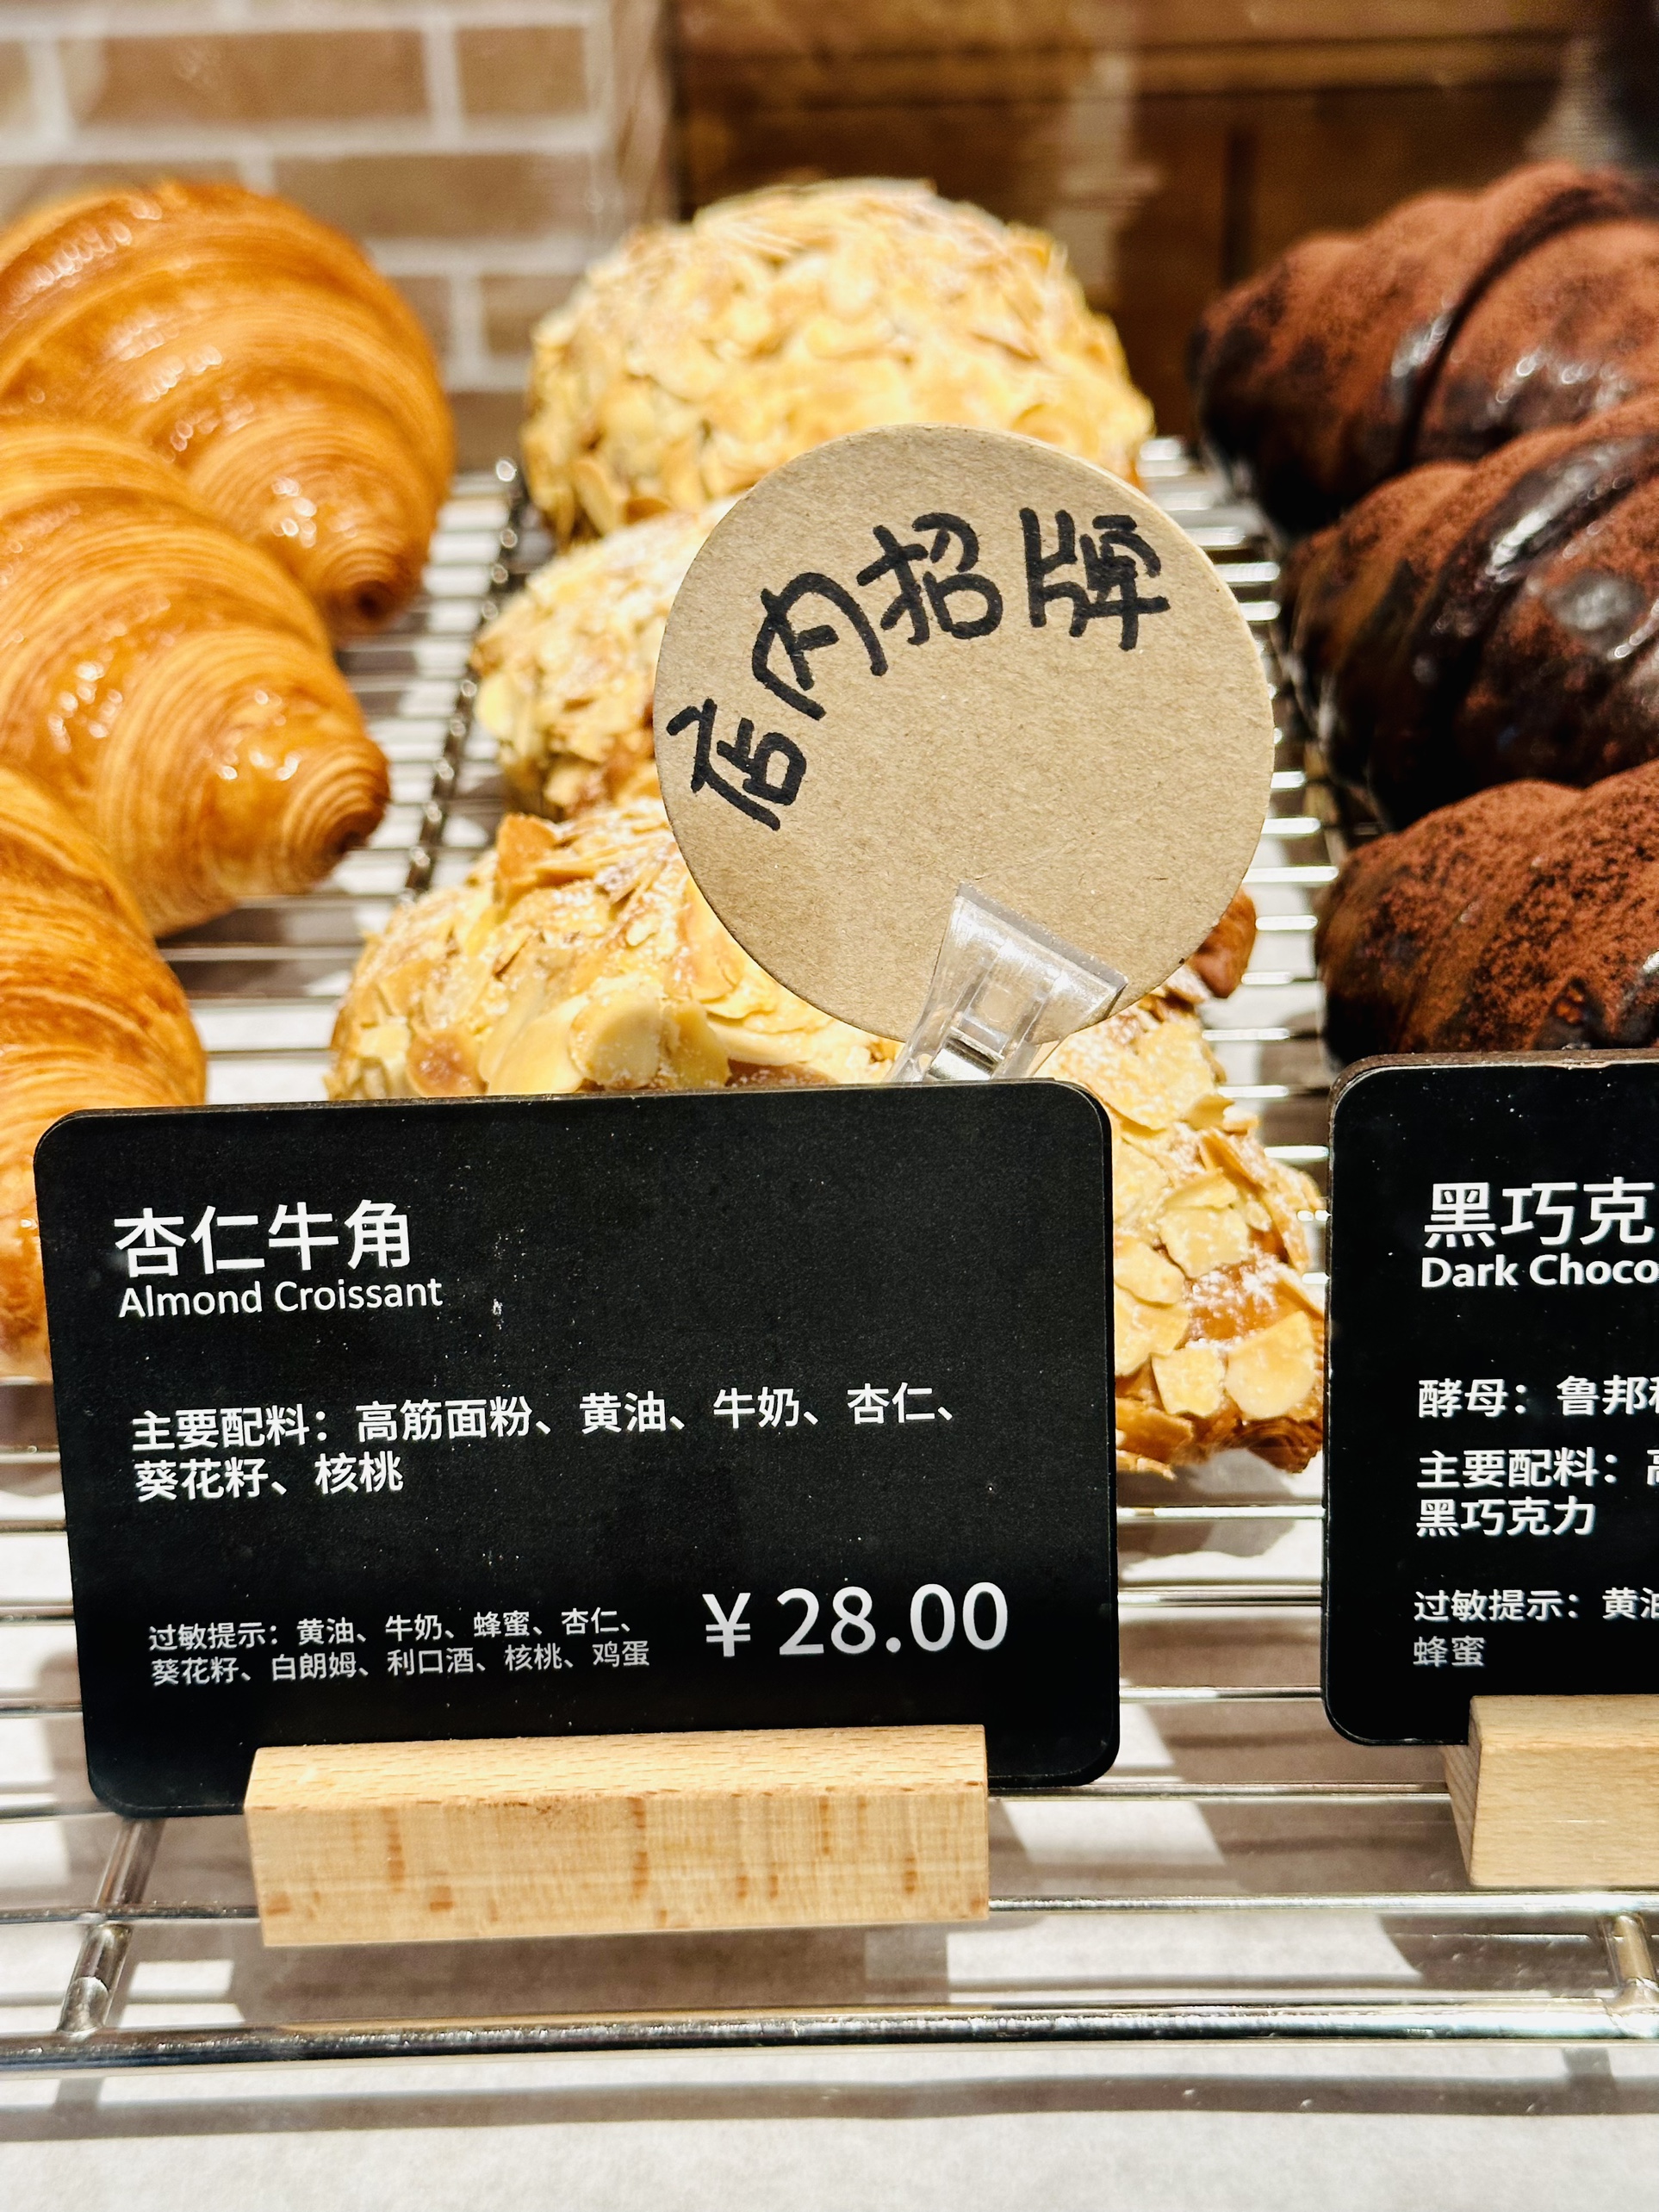 店内招牌
杏仁牛角
Almond Croissant
主要配料：高筋面粉、黄油、牛奶、杏仁、
葵花籽、核桃
过敏提示：黄油、牛奶、蜂蜜、杏仁、
葵花籽、白朗姆、利口酒、核桃、鸡蛋
¥ 28.00
黑巧克
Dark Choco
酵母：鲁邦
主要配料：高
黑巧克力
过敏提示：黄油
蜂蜜